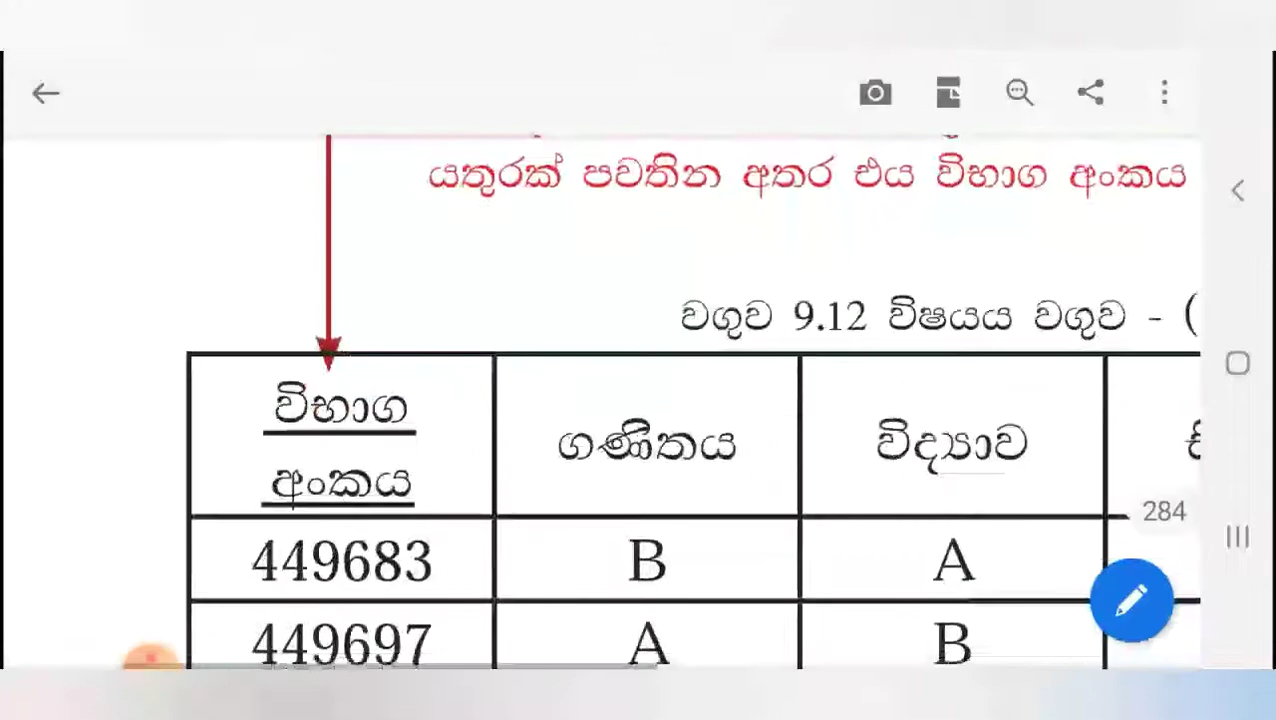 යතුරක් පවතින අතර එය විභාග අංකය
වගුව 9.12 විෂයය වගුව - (
විභාග අංකය ගණිතය විද්‍යාව
449683 B A
449697 A B
284